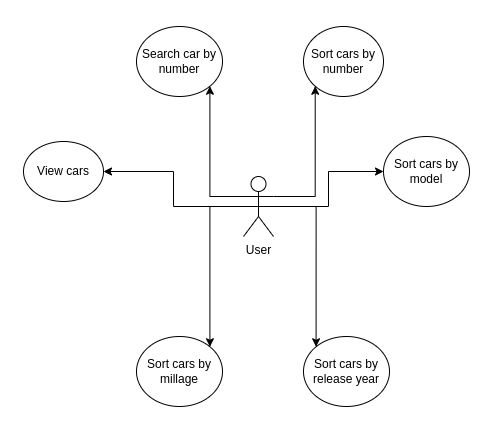 Search car by
number
Sort cars by
number
View cars
Sort cars by
model
User
Sort cars by
millage
Sort cars by
release year